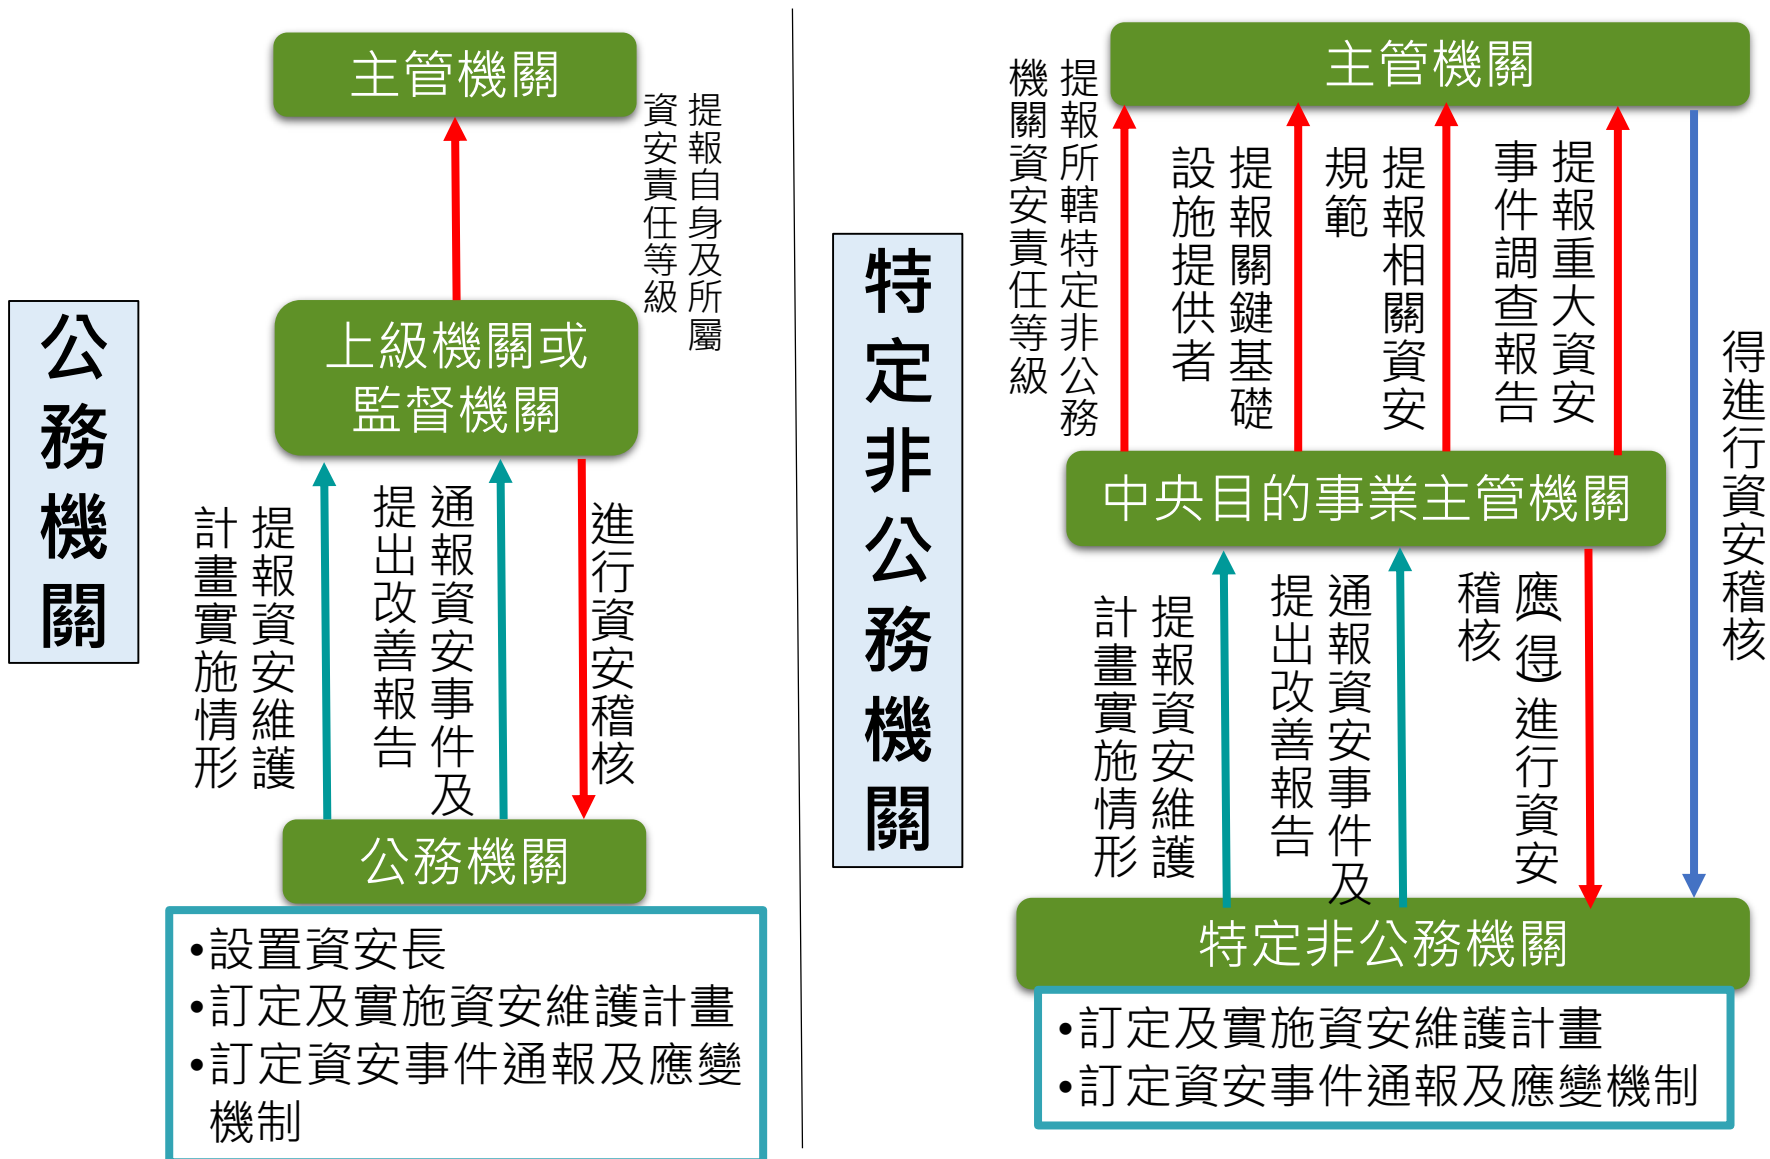 公務機關
主管機關
提報自身及所屬
資安責任等級
上級機關或
監督機關
提報資安維護
計畫實施情形
通報資安事件及
提出改善報告
進行資安稽核
公務機關
•設置資安長
•訂定及實施資安維護計畫
•訂定資安事件通報及應變
機制
特定非公務機關
主管機關
提報所轄特定非公務
機關資安責任等級
提報關鍵基礎
設施提供者
提報相關資安
規範
提報重大資安
事件調查報告
得進行資安稽核
中央目的事業主管機關
提報資安維護
計畫實施情形
通報資安事件及
提出改善報告
應(得)進行資安
稽核
特定非公務機關
•訂定及實施資安維護計畫
•訂定資安事件通報及應變機制